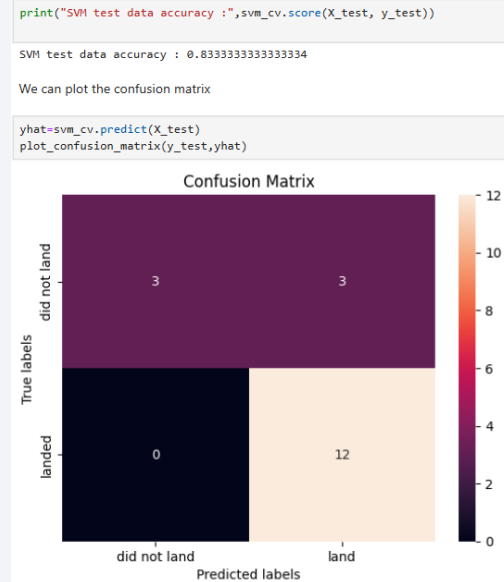 print("SVM test data accuracy :",svm_cv.score(X_test, y_test))
SVM test data accuracy : 0.8333333333333334
We can plot the confusion matrix
yhat=svm_cv.predict(X_test)
plot_confusion_matrix(y_test,yhat)
Confusion Matrix
12
10
8
6
4
2
0
True labels
did not land
landed
3
3
0
12
did not land
land
Predicted labels